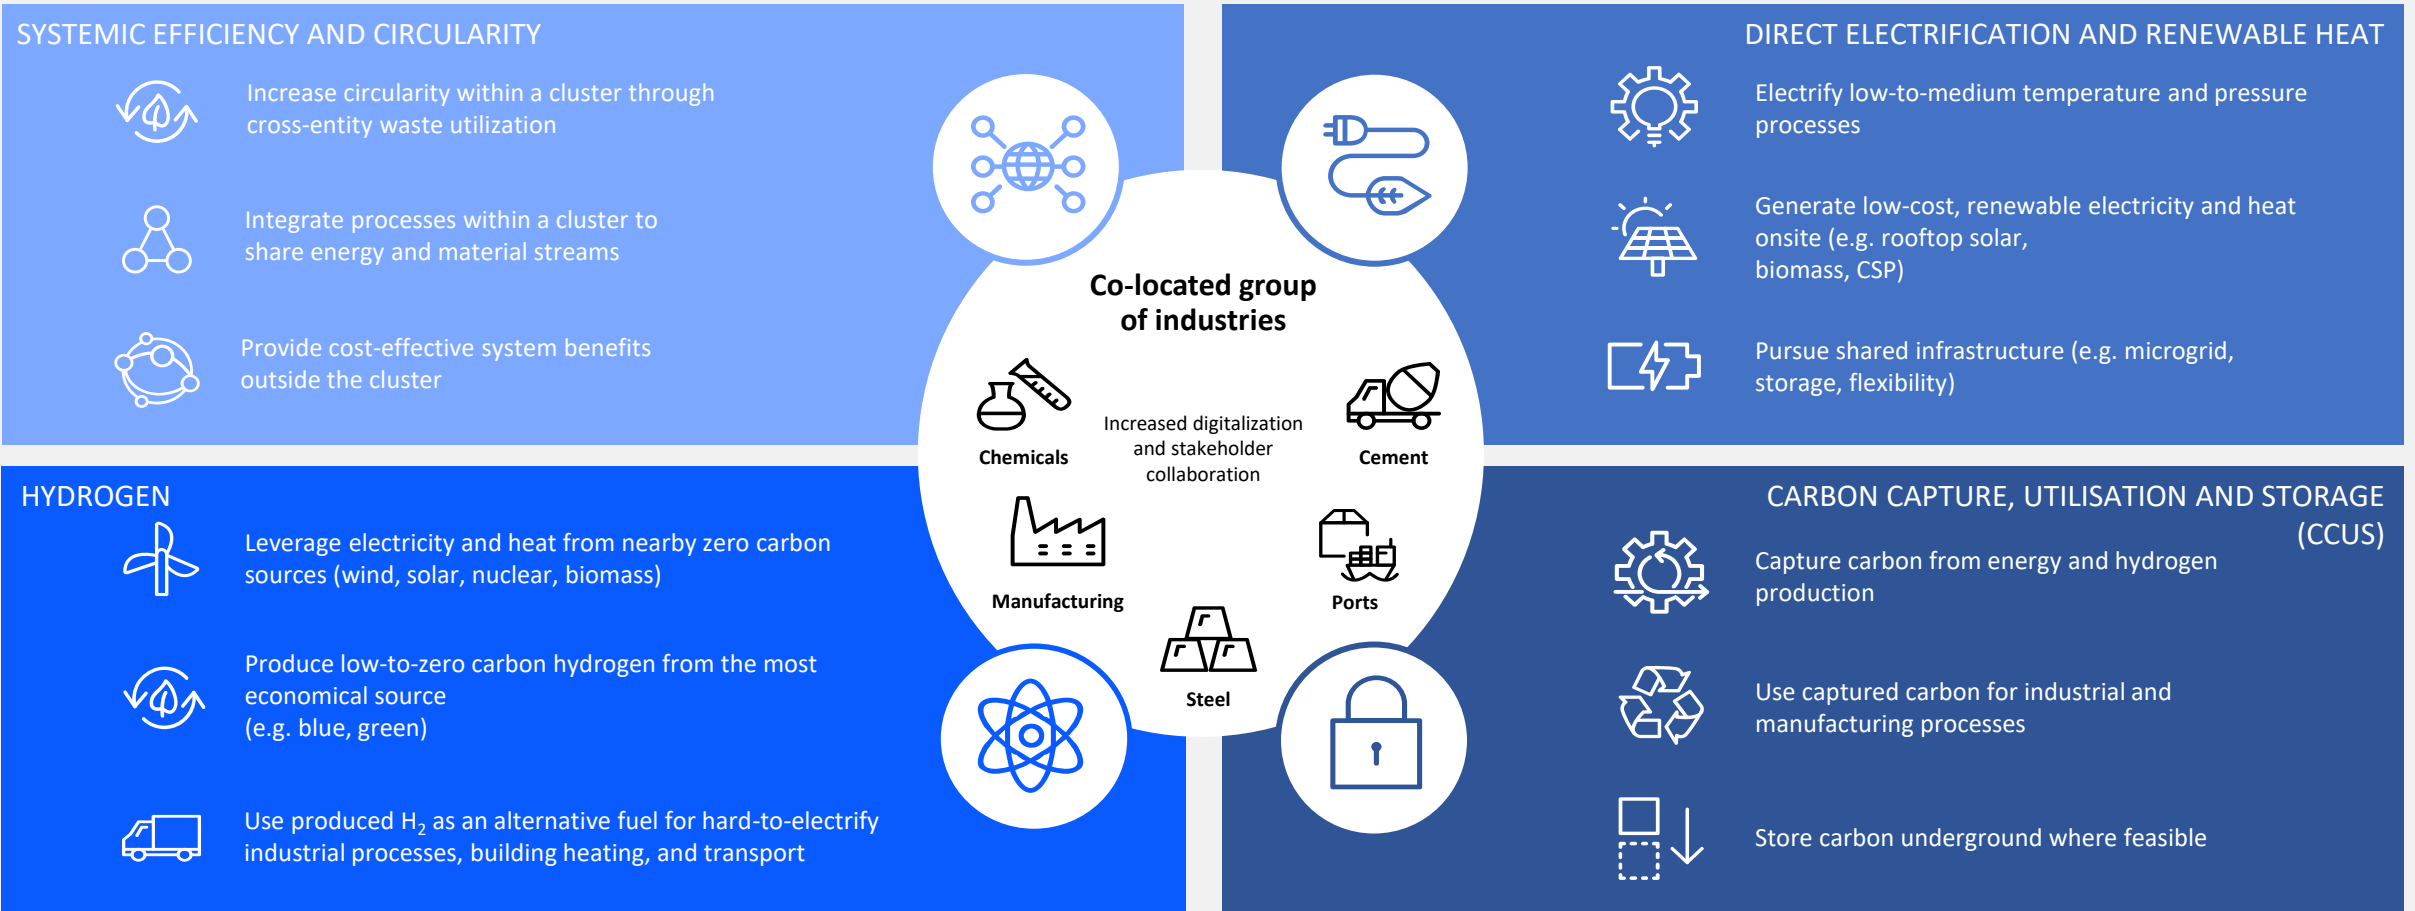 SYSTEMIC EFFICIENCY AND CIRCULARITY
Increase circularity within a cluster through
cross-entity waste utilization
Integrate processes within a cluster to
share energy and material streams
Provide cost-effective system benefits
outside the cluster
DIRECT ELECTRIFICATION AND RENEWABLE HEAT
Electrify low-to-medium temperature and pressure
processes
Generate low-cost, renewable electricity and heat
onsite (e.g. rooftop solar,
biomass, CSP)
Pursue shared infrastructure (e.g. microgrid,
storage, flexibility)
Co-located group
of industries
Increased digitalization
and stakeholder
collaboration
Chemicals
Cement
Manufacturing
Ports
Steel
HYDROGEN
Leverage electricity and heat from nearby zero carbon
sources (wind, solar, nuclear, biomass)
Produce low-to-zero carbon hydrogen from the most
economical source
(e.g. blue, green)
Use produced H₂ as an alternative fuel for hard-to-electrify
industrial processes, building heating, and transport
CARBON CAPTURE, UTILISATION AND STORAGE
(CCUS)
Capture carbon from energy and hydrogen
production
Use captured carbon for industrial and
manufacturing processes
Store carbon underground where feasible